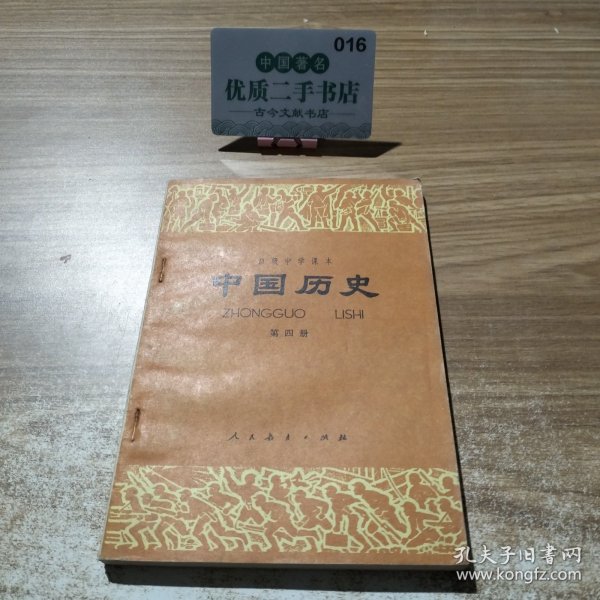 016
中国著名
优质二手书店
古今文献书店
初级中学课本
中国历史
ZHONGGUO LISHI
第四册
人民教育出版社
孔夫子旧书网
www.kongfz.com